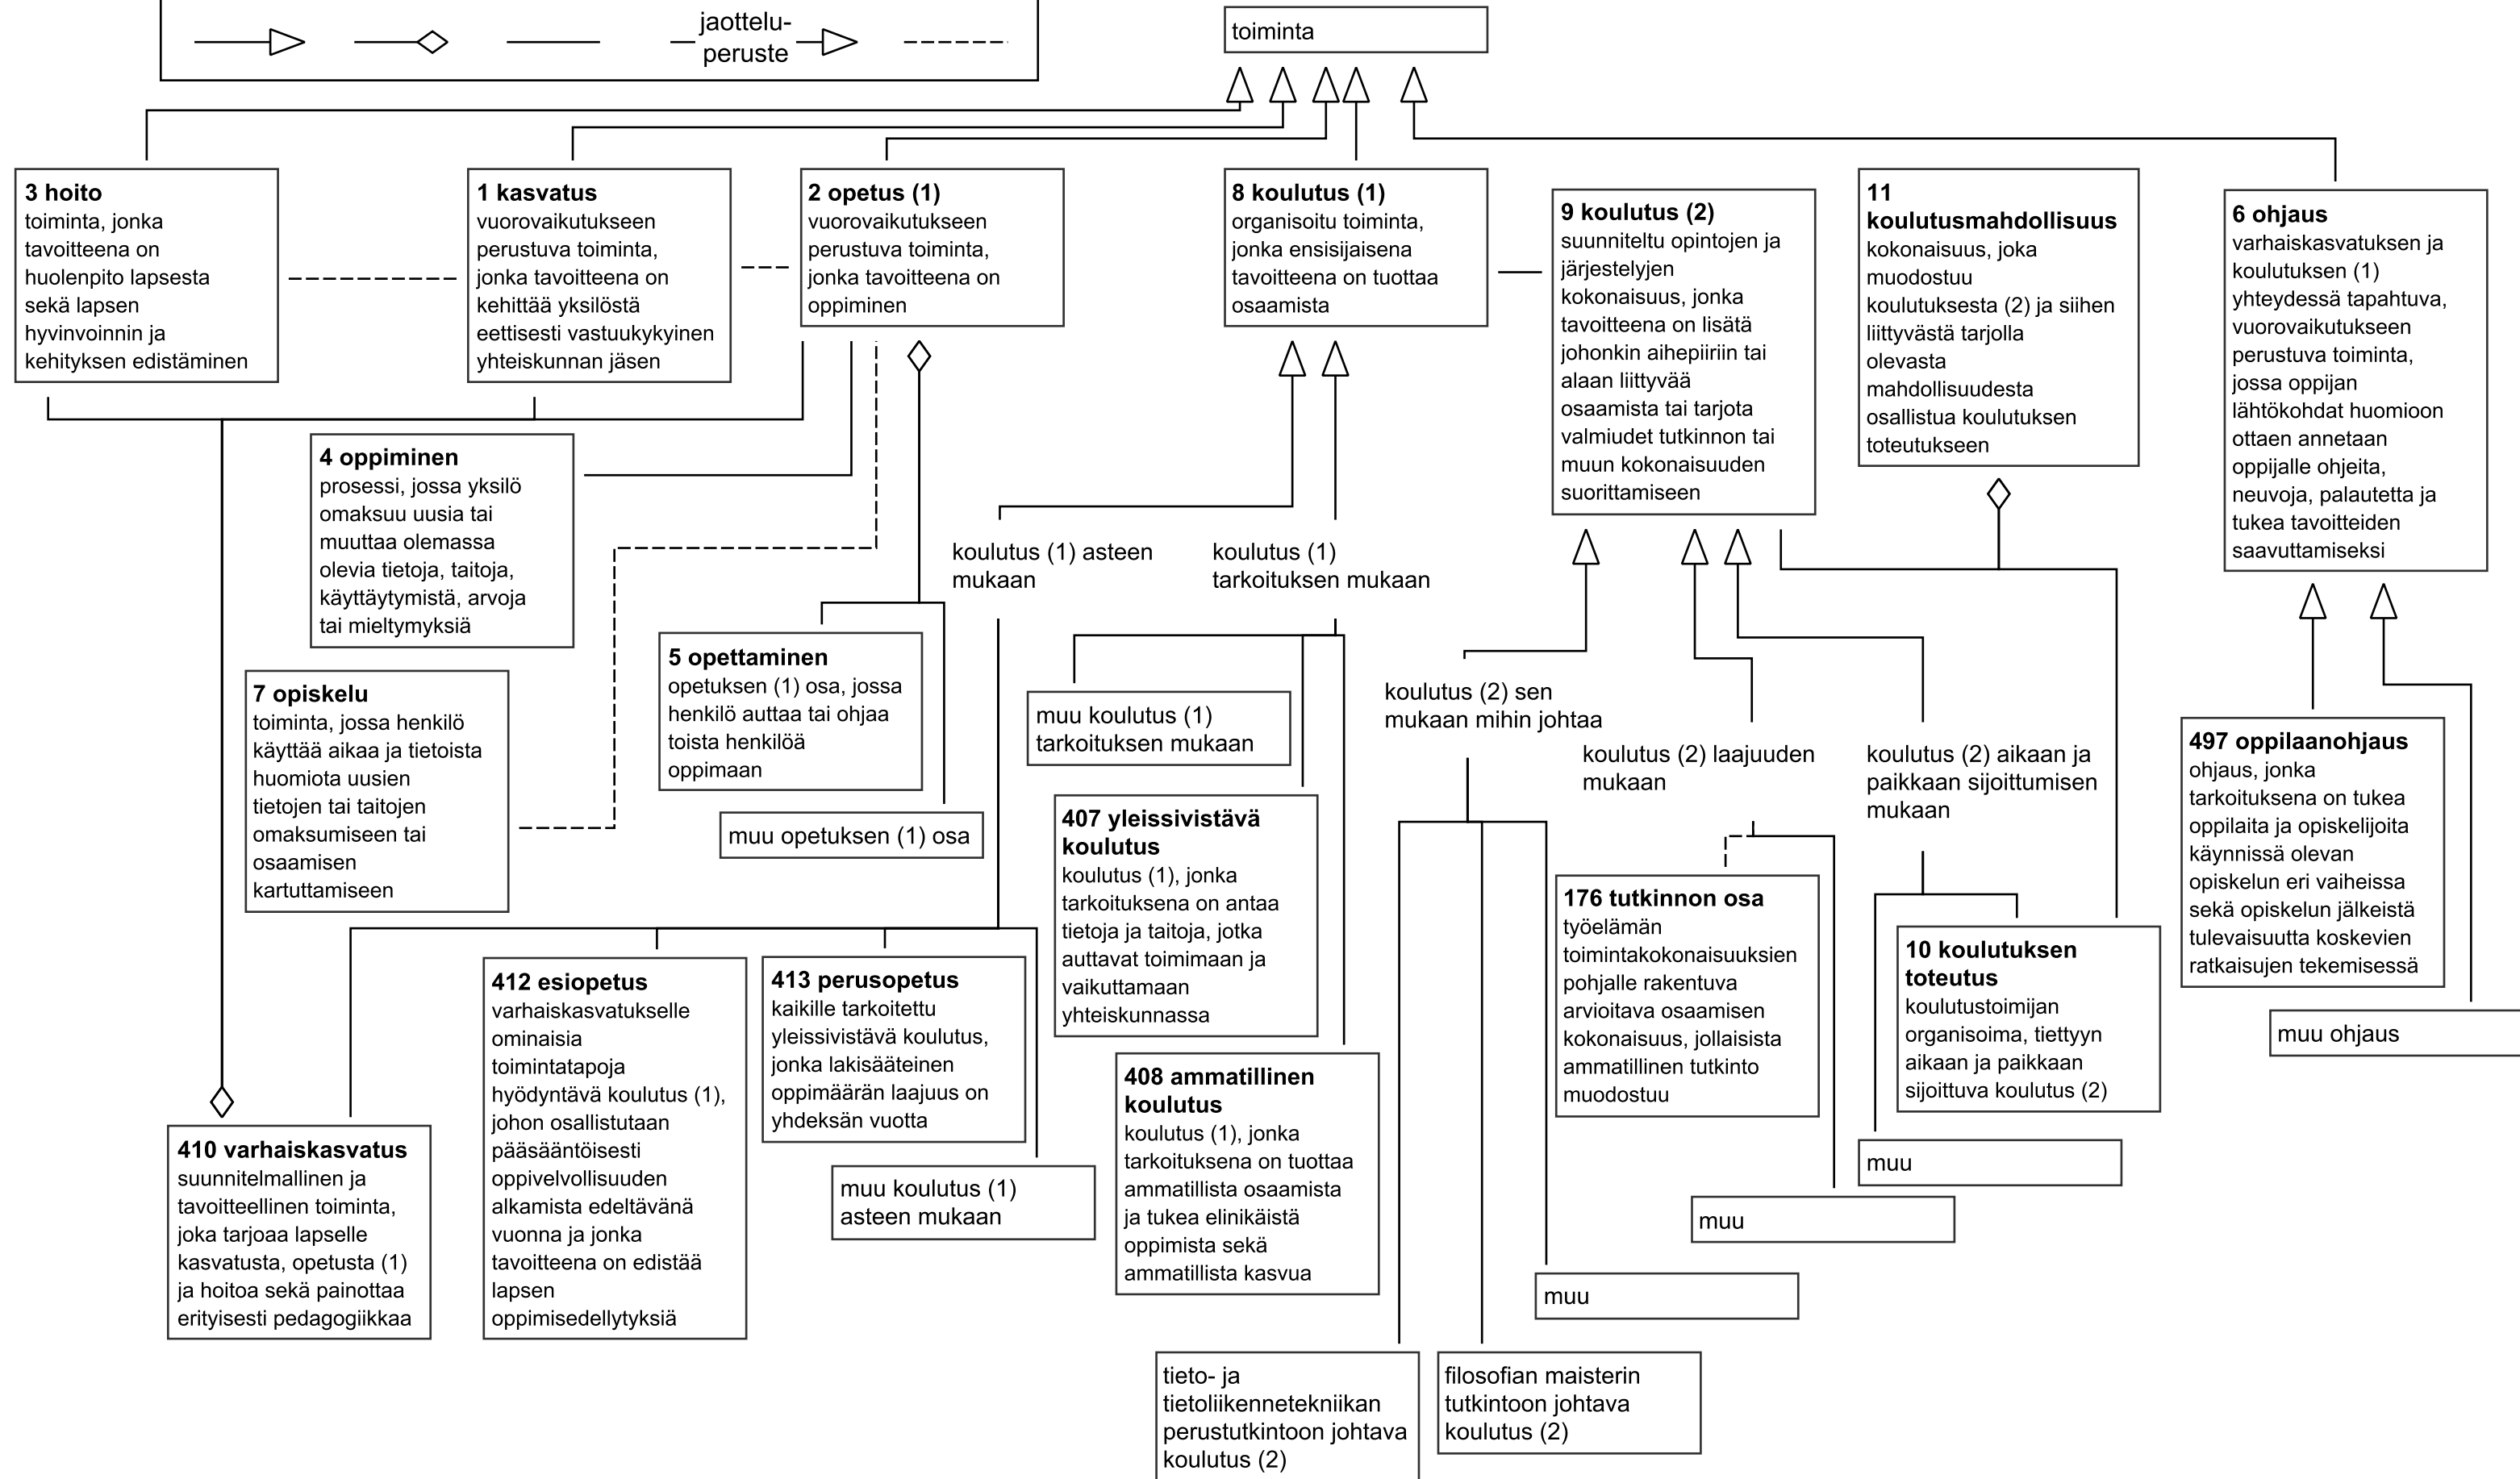 jaottelu-
peruste
toiminta
3 hoito
toiminta, jonka
tavoitteena on
huolenpito lapsesta
sekä lapsen
hyvinvoinnin ja
kehityksen edistäminen
1 kasvatus
vuorovaikutukseen
perustuva toiminta,
jonka tavoitteena on
kehittää yksilöstä
eettisesti vastuukykyinen
yhteiskunnan jäsen
2 opetus (1)
vuorovaikutukseen
perustuva toiminta,
jonka tavoitteena on
oppiminen
8 koulutus (1)
organisoitu toiminta,
jonka ensisijaisena
tavoitteena on tuottaa
osaamista
9 koulutus (2)
suunniteltu opintojen ja
järjestelyjen
kokonaisuus, jonka
tavoitteena on lisätä
johonkin aihepiiriin tai
alaan liittyvää
osaamista tai tarjota
valmiudet tutkinnon tai
muun kokonaisuuden
suorittamiseen
11
koulutusmahdollisuus
kokonaisuus, joka
muodostuu
koulutuksesta (2) ja siihen
liittyvästä tarjolla
olevasta
mahdollisuudesta
osallistua koulutuksen
toteutukseen
6 ohjaus
varhaiskasvatuksen ja
koulutuksen (1)
yhteydessä tapahtuva,
vuorovaikutukseen
perustuva toiminta,
jossa oppijan
lähtökohdat huomioon
ottaen annetaan
oppijalle ohjeita,
neuvoja, palautetta ja
tukea tavoitteiden
saavuttamiseksi
4 oppiminen
prosessi, jossa yksilö
omaksuu uusia tai
muuttaa olemassa
olevia tietoja, taitoja,
käyttäytymistä, arvoja
tai mieltymyksiä
koulutus (1) asteen
mukaan
koulutus (1)
tarkoituksen mukaan
5 opettaminen
opetuksen (1) osa, jossa
henkilö auttaa tai ohjaa
toista henkilöä
oppimaan
7 opiskelu
toiminta, jossa henkilö
käyttää aikaa ja tietoista
huomiota uusien
tietojen tai taitojen
omaksumiseen tai
osaamisen
kartuttamiseen
muu opetuksen (1) osa
muu koulutus (1)
tarkoituksen mukaan
koulutus (2) sen
mukaan mihin johtaa
koulutus (2) laajuuden
mukaan
koulutus (2) aikaan ja
paikkaan sijoittumisen
mukaan
497 oppilaanohjaus
ohjaus, jonka
tarkoituksena on tukea
oppilaita ja opiskelijoita
käynnissä olevan
opiskelun eri vaiheissa
sekä opiskelun jälkeistä
tulevaisuutta koskevien
ratkaisujen tekemisessä
407 yleissivistävä
koulutus
koulutus (1), jonka
tarkoituksena on antaa
tietoja ja taitoja, jotka
auttavat toimimaan ja
vaikuttamaan
yhteiskunnassa
176 tutkinnon osa
työelämän
toimintakokonaisuuksien
pohjalle rakentuva
arvioitava osaamisen
kokonaisuus, jollaisista
ammatillinen tutkinto
muodostuu
10 koulutuksen
toteutus
koulutustoimijan
organisoima, tiettyyn
aikaan ja paikkaan
sijoittuva koulutus (2)
muu ohjaus
412 esiopetus
varhaiskasvatukselle
ominaisia
toimintatapoja
hyödyntävä koulutus (1),
johon osallistutaan
pääsääntöisesti
oppivelvollisuuden
alkamista edeltävänä
vuonna ja jonka
tavoitteena on edistää
lapsen
oppimisedellytyksiä
413 perusopetus
kaikille tarkoitettu
yleissivistävä koulutus,
jonka lakisääteinen
oppimäärän laajuus on
yhdeksän vuotta
408 ammatillinen
koulutus
koulutus (1), jonka
tarkoituksena on tuottaa
ammatillista osaamista
ja tukea elinikäistä
oppimista sekä
ammatillista kasvua
410 varhaiskasvatus
suunnitelmallinen ja
tavoitteellinen toiminta,
joka tarjoaa lapselle
kasvatusta, opetusta (1)
ja hoitoa sekä painottaa
erityisesti pedagogiikkaa
muu koulutus (1)
asteen mukaan
muu
muu
muu
tieto- ja
tietoliikennetekniikan
perustutkintoon johtava
koulutus (2)
filosofian maisterin
tutkintoon johtava
koulutus (2)